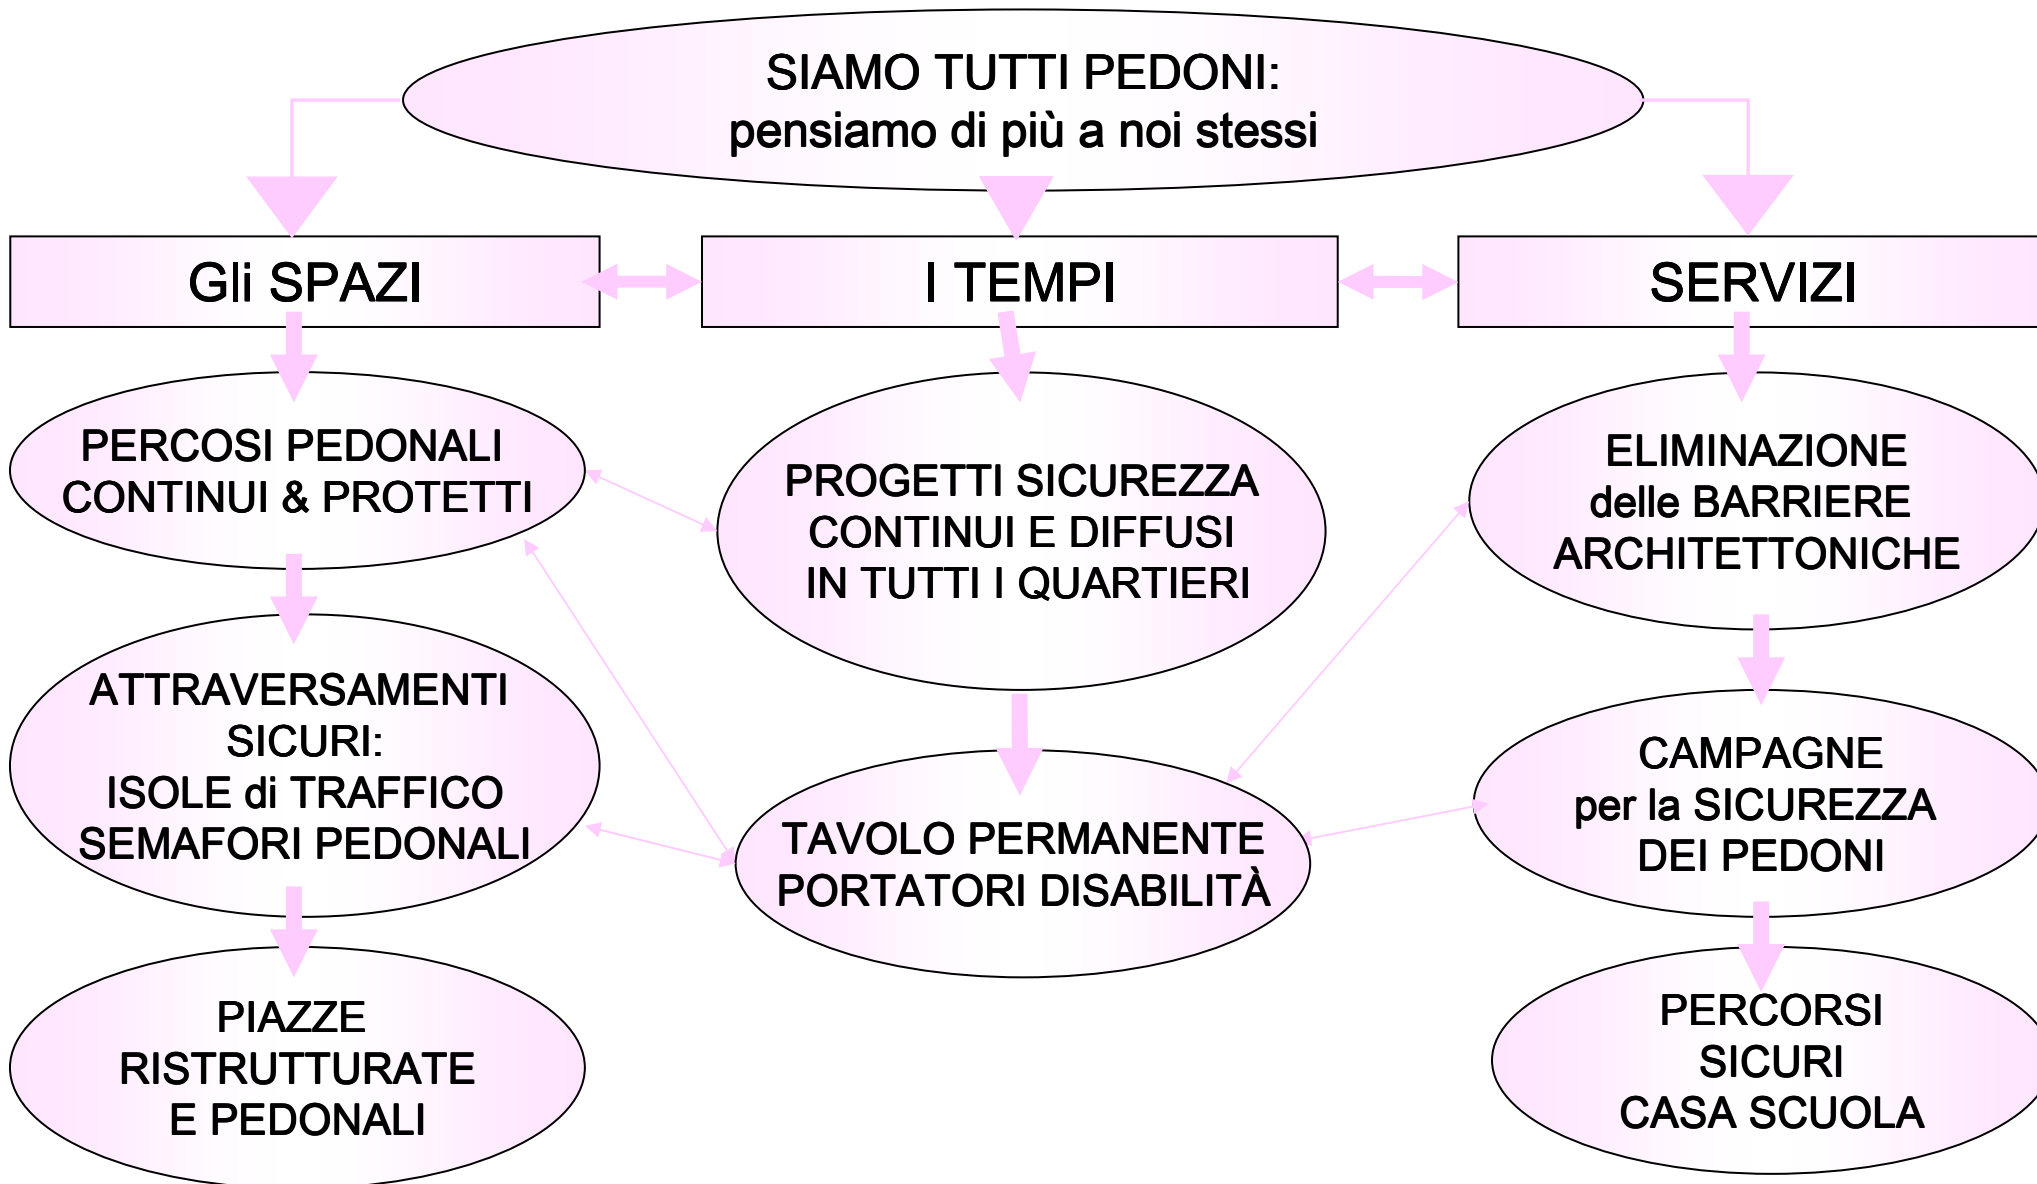 SIAMO TUTTI PEDONI:
pensiamo di più a noi stessi
Gli SPAZI
I TEMPI
SERVIZI
PERCOSI PEDONALI
CONTINUI & PROTETTI
ATTRAVERSAMENTI
SICURI:
ISOLE di TRAFFICO
SEMAFORI PEDONALI
PIAZZE
RISTRUTTURATE
E PEDONALI
PROGETTI SICUREZZA
CONTINUI E DIFFUSI
IN TUTTI I QUARTIERI
TAVOLO PERMANENTE
PORTATORI DISABILITÀ
ELIMINAZIONE
delle BARRIERE
ARCHITETTONICHE
CAMPAGNE
per la SICUREZZA
DEI PEDONI
PERCORSI
SICURI
CASA SCUOLA